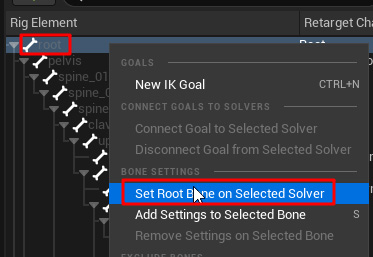 Rig Element Retarget Cha
root Root
pelvis
spine_01
spine_0
spine
clav
up
GOALS
New IK Goal CTRL+N
CONNECT GOALS TO SOLVERS
Connect Goal to Selected Solver
Disconnect Goal from Selected Solver
BONE SETTINGS
Set Root Bone on Selected Solver
Add Settings to Selected Bone S
Remove Settings on Selected Bone
EXCLUDE BONES